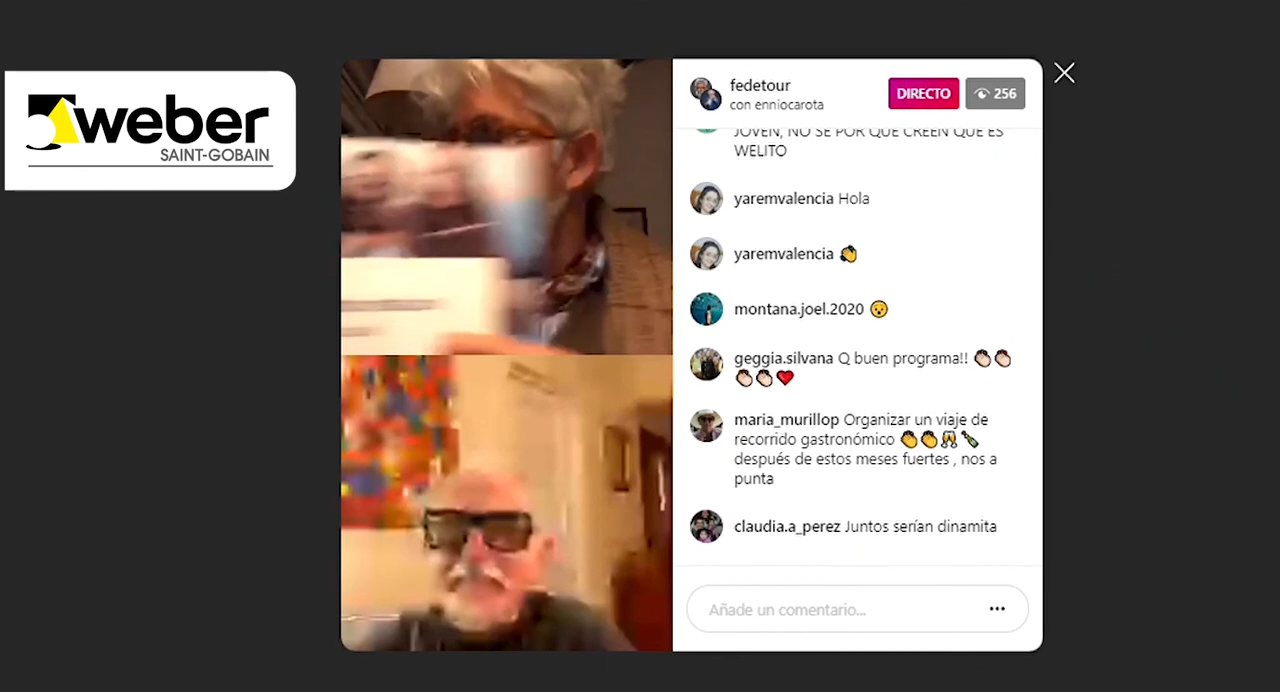 weber
SAINT-GOBAIN
fedetour
con enniocarota
DIRECTO
256
JOVEN, NO SE POR QUE CREEN QUE ES
WELITO
yaremvalencia Hola
yaremvalencia 👏
montana.joel.2020 😯
geggia.silvana Q buen programa!! 👏🏻👏🏻
👏🏻👏🏻❤️
maria_murillop Organizar un viaje de
recorrido gastronómico 👏👏🥂🍾
después de estos meses fuertes , nos a
punta
claudia.a_perez Juntos serían dinamita
Añade un comentario...